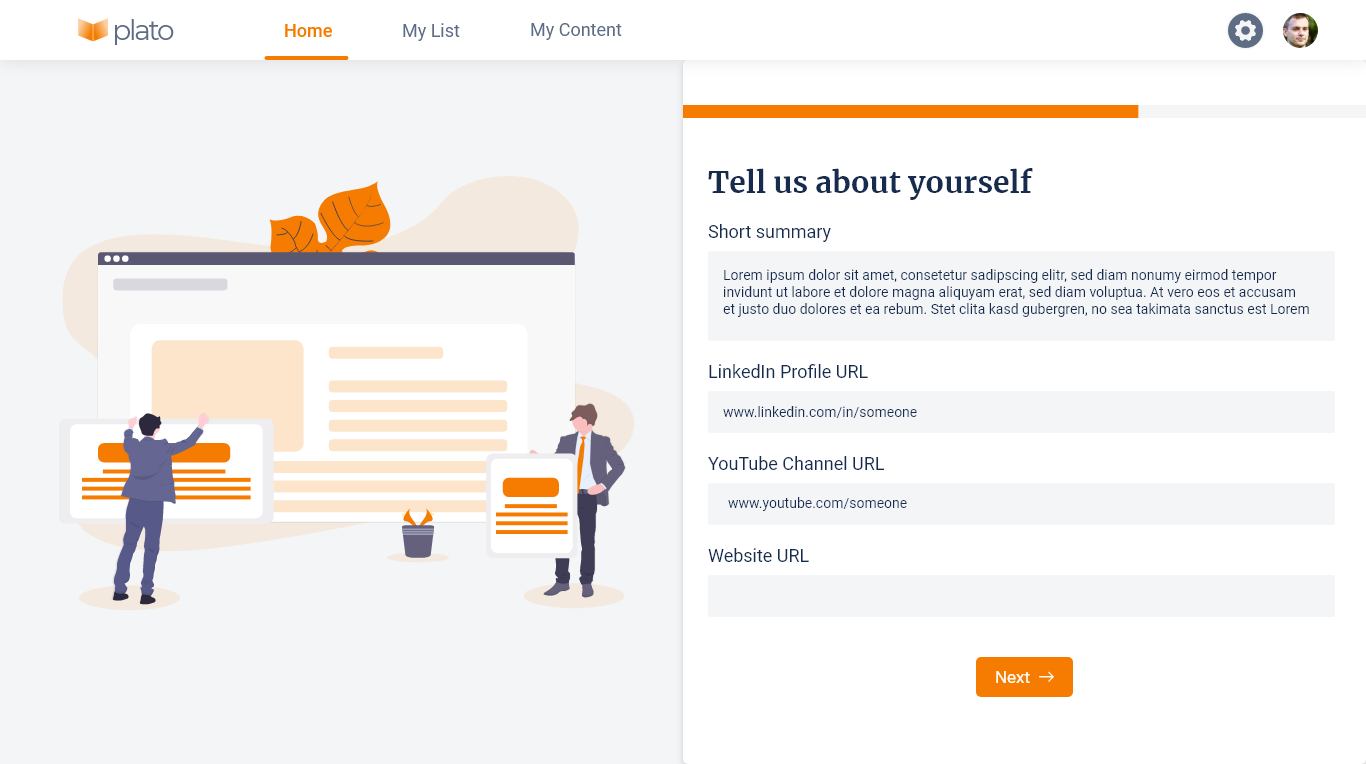 plato
Home
My List
My Content
Tell us about yourself
Short summary
Lorem ipsum dolor sit amet, consetetur sadipscing elitr, sed diam nonumy eirmod tempor
invidunt ut labore et dolore magna aliquyam erat, sed diam voluptua. At vero eos et accusam
et justo duo dolores et ea rebum. Stet clita kasd gubergren, no sea takimata sanctus est Lorem
LinkedIn Profile URL
www.linkedin.com/in/someone
YouTube Channel URL
www.youtube.com/someone
Website URL
Next →